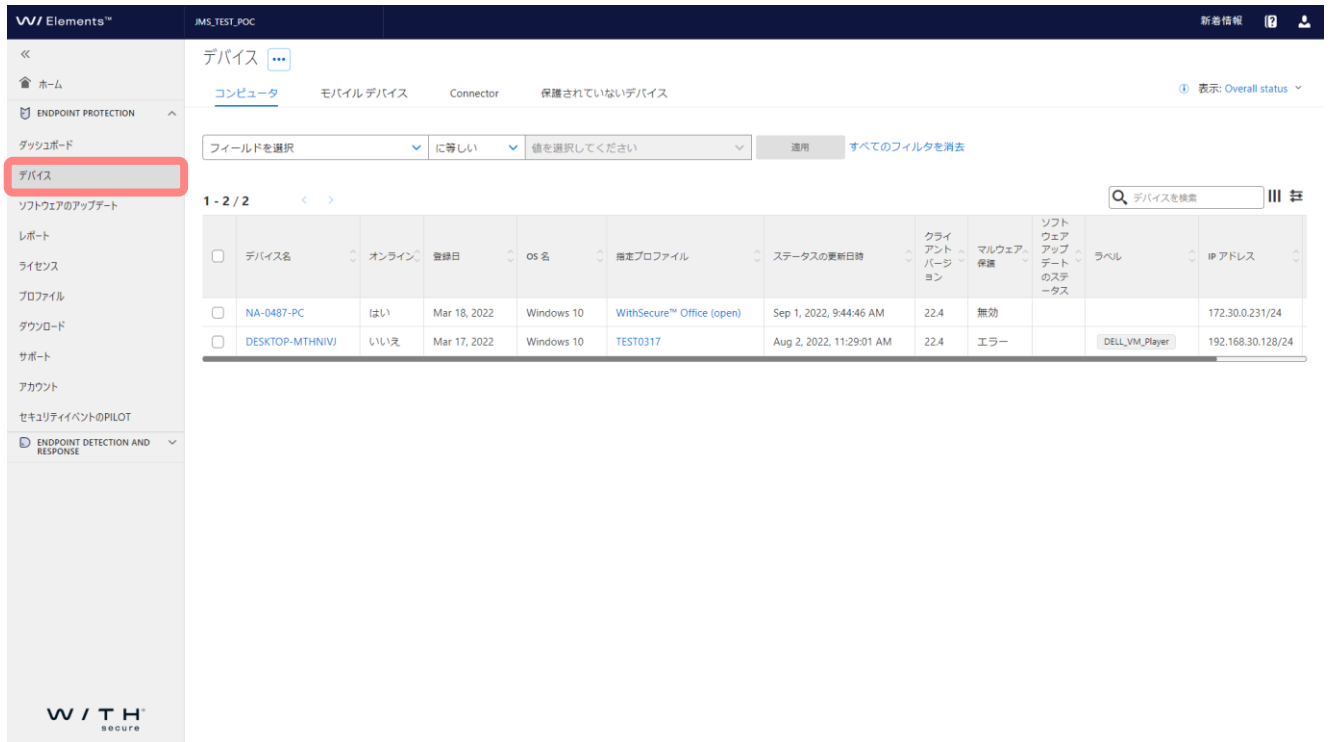 W/ Elements™
JMS_TEST_POC
新着情報
ホーム
ENDPOINT PROTECTION
ダッシュボード
デバイス
ソフトウェアのアップデート
レポート
ライセンス
プロファイル
ダウンロード
サポート
アカウント
セキュリティイベントのPILOT
ENDPOINT DETECTION AND
RESPONSE
W/TH®
secure
デバイス
コンピュータ モバイル デバイス Connector 保護されていないデバイス
表示: Overall status
フィールドを選択 に等しい 値を選択してください 適用 すべてのフィルタを消去
1 - 2 / 2
デバイスを検索
デバイス名 オンライン 登録日 OS 名 指定プロファイル ステータスの更新日時
クライ
アント
バージ
ョン
マルウェア
保護
ソフト
ウェア
アップ
デート
のステ
ータス
ラベル IP アドレス
NA-0487-PC はい Mar 18, 2022 Windows 10 WithSecure™ Office (open) Sep 1, 2022, 9:44:46 AM 22.4 無効 172.30.0.231/24
DESKTOP-MTHNIVJ いいえ Mar 17, 2022 Windows 10 TEST0317 Aug 2, 2022, 11:29:01 AM 22.4 エラー DELL_VM_Player 192.168.30.128/24